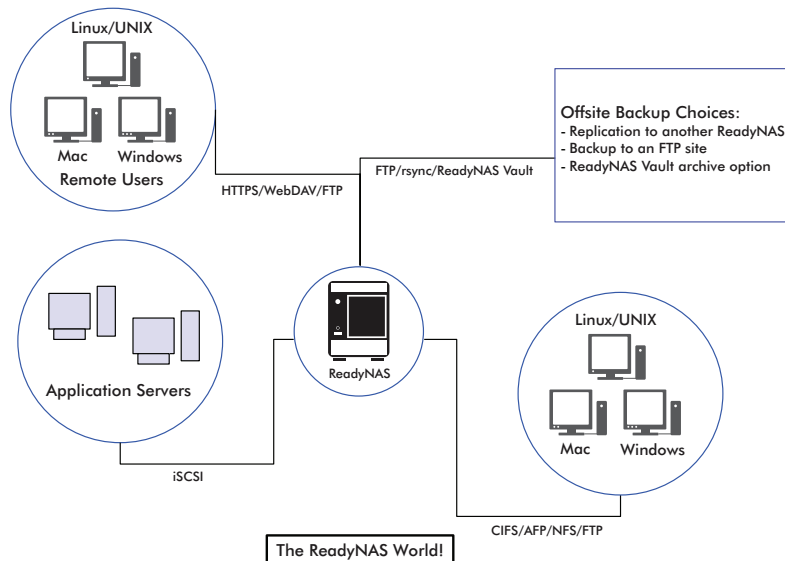 Linux/UNIX
Mac Windows
Remote Users
HTTPS/WebDAV/FTP
FTP/rsync/ReadyNAS Vault
Offsite Backup Choices:
- Replication to another ReadyNAS
- Backup to an FTP site
- ReadyNAS Vault archive option
Application Servers
iSCSI
ReadyNAS
Linux/UNIX
Mac Windows
CIFS/AFP/NFS/FTP
The ReadyNAS World!